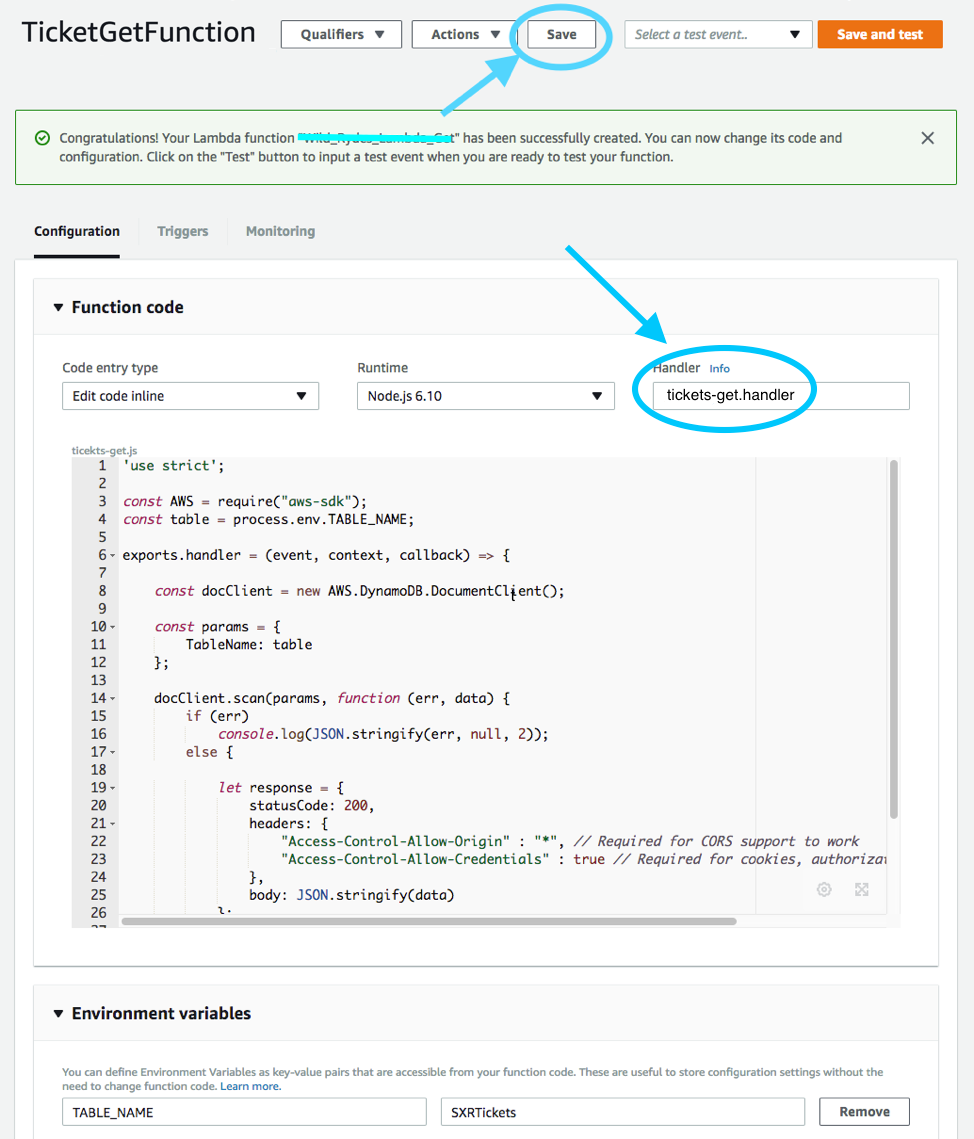 TicketGetFunction
Qualifiers
Actions
Save
Select a test event..
Save and test
Congratulations! Your Lambda function "Wild_Rydes_Lambda_Get" has been successfully created. You can now change its code and
configuration. Click on the "Test" button to input a test event when you are ready to test your function.
Configuration
Triggers
Monitoring
Function code
Code entry type
Runtime
Handler Info
Edit code inline
Node.js 6.10
tickets-get.handler
ticekts-get.js
1 'use strict';
2
3 const AWS = require("aws-sdk");
4 const table = process.env.TABLE_NAME;
5
6 exports.handler = (event, context, callback) => {
7
8 const docClient = new AWS.DynamoDB.DocumentClient();
9
10 const params = {
11 TableName: table
12 };
13
14 docClient.scan(params, function (err, data) {
15 if (err)
16 console.log(JSON.stringify(err, null, 2));
17 else {
18
19 let response = {
20 statusCode: 200,
21 headers: {
22 "Access-Control-Allow-Origin" : "*", // Required for CORS support to work
23 "Access-Control-Allow-Credentials" : true // Required for cookies,
24 },
25 body: JSON.stringify(data)
26 };
27
Environment variables
You can define Environment Variables as key-value pairs that are accessible from your function code. These are useful to store configuration settings without the
need to change function code. Learn more.
TABLE_NAME
SXRTickets
Remove